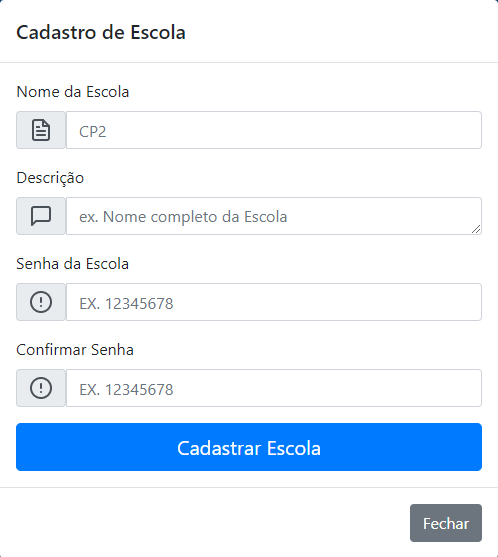 Cadastro de Escola
Nome da Escola
CP2
Descrição
ex. Nome completo da Escola
Senha da Escola
EX. 12345678
Confirmar Senha
EX. 12345678
Cadastrar Escola
Fechar